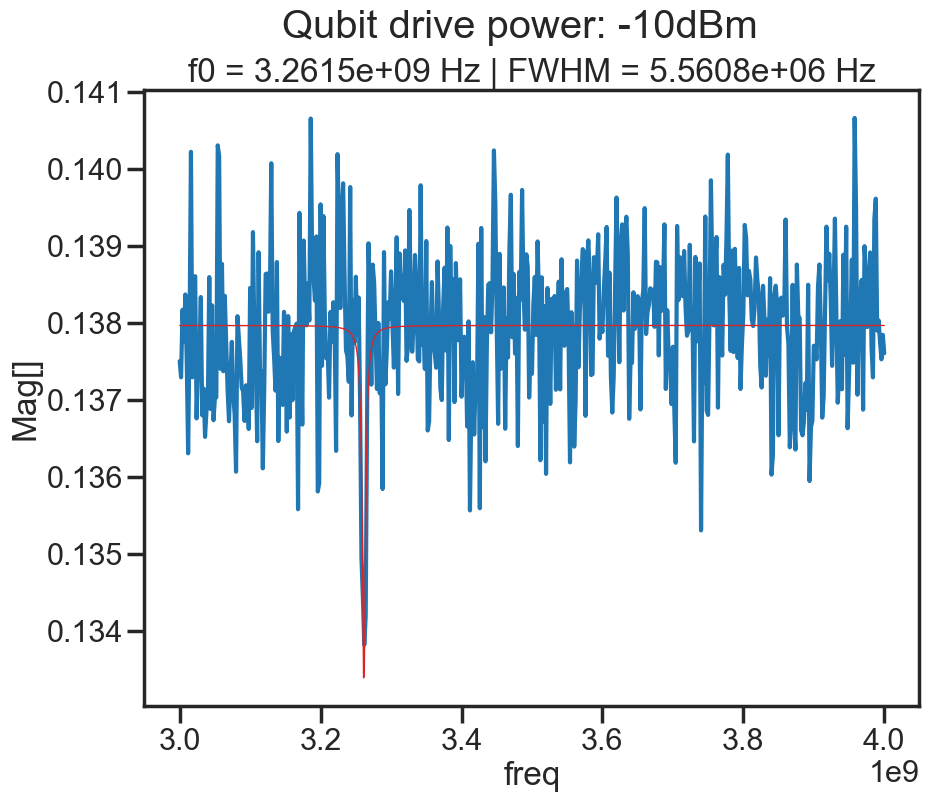 Qubit drive power: -10dBm
f0 = 3.2615e+09 Hz | FWHM = 5.5608e+06 Hz
0.141
0.140
0.139
0.138
0.137
0.136
0.135
0.134
Mag[]
3.0 3.2 3.4 3.6 3.8 4.0
1e9
freq